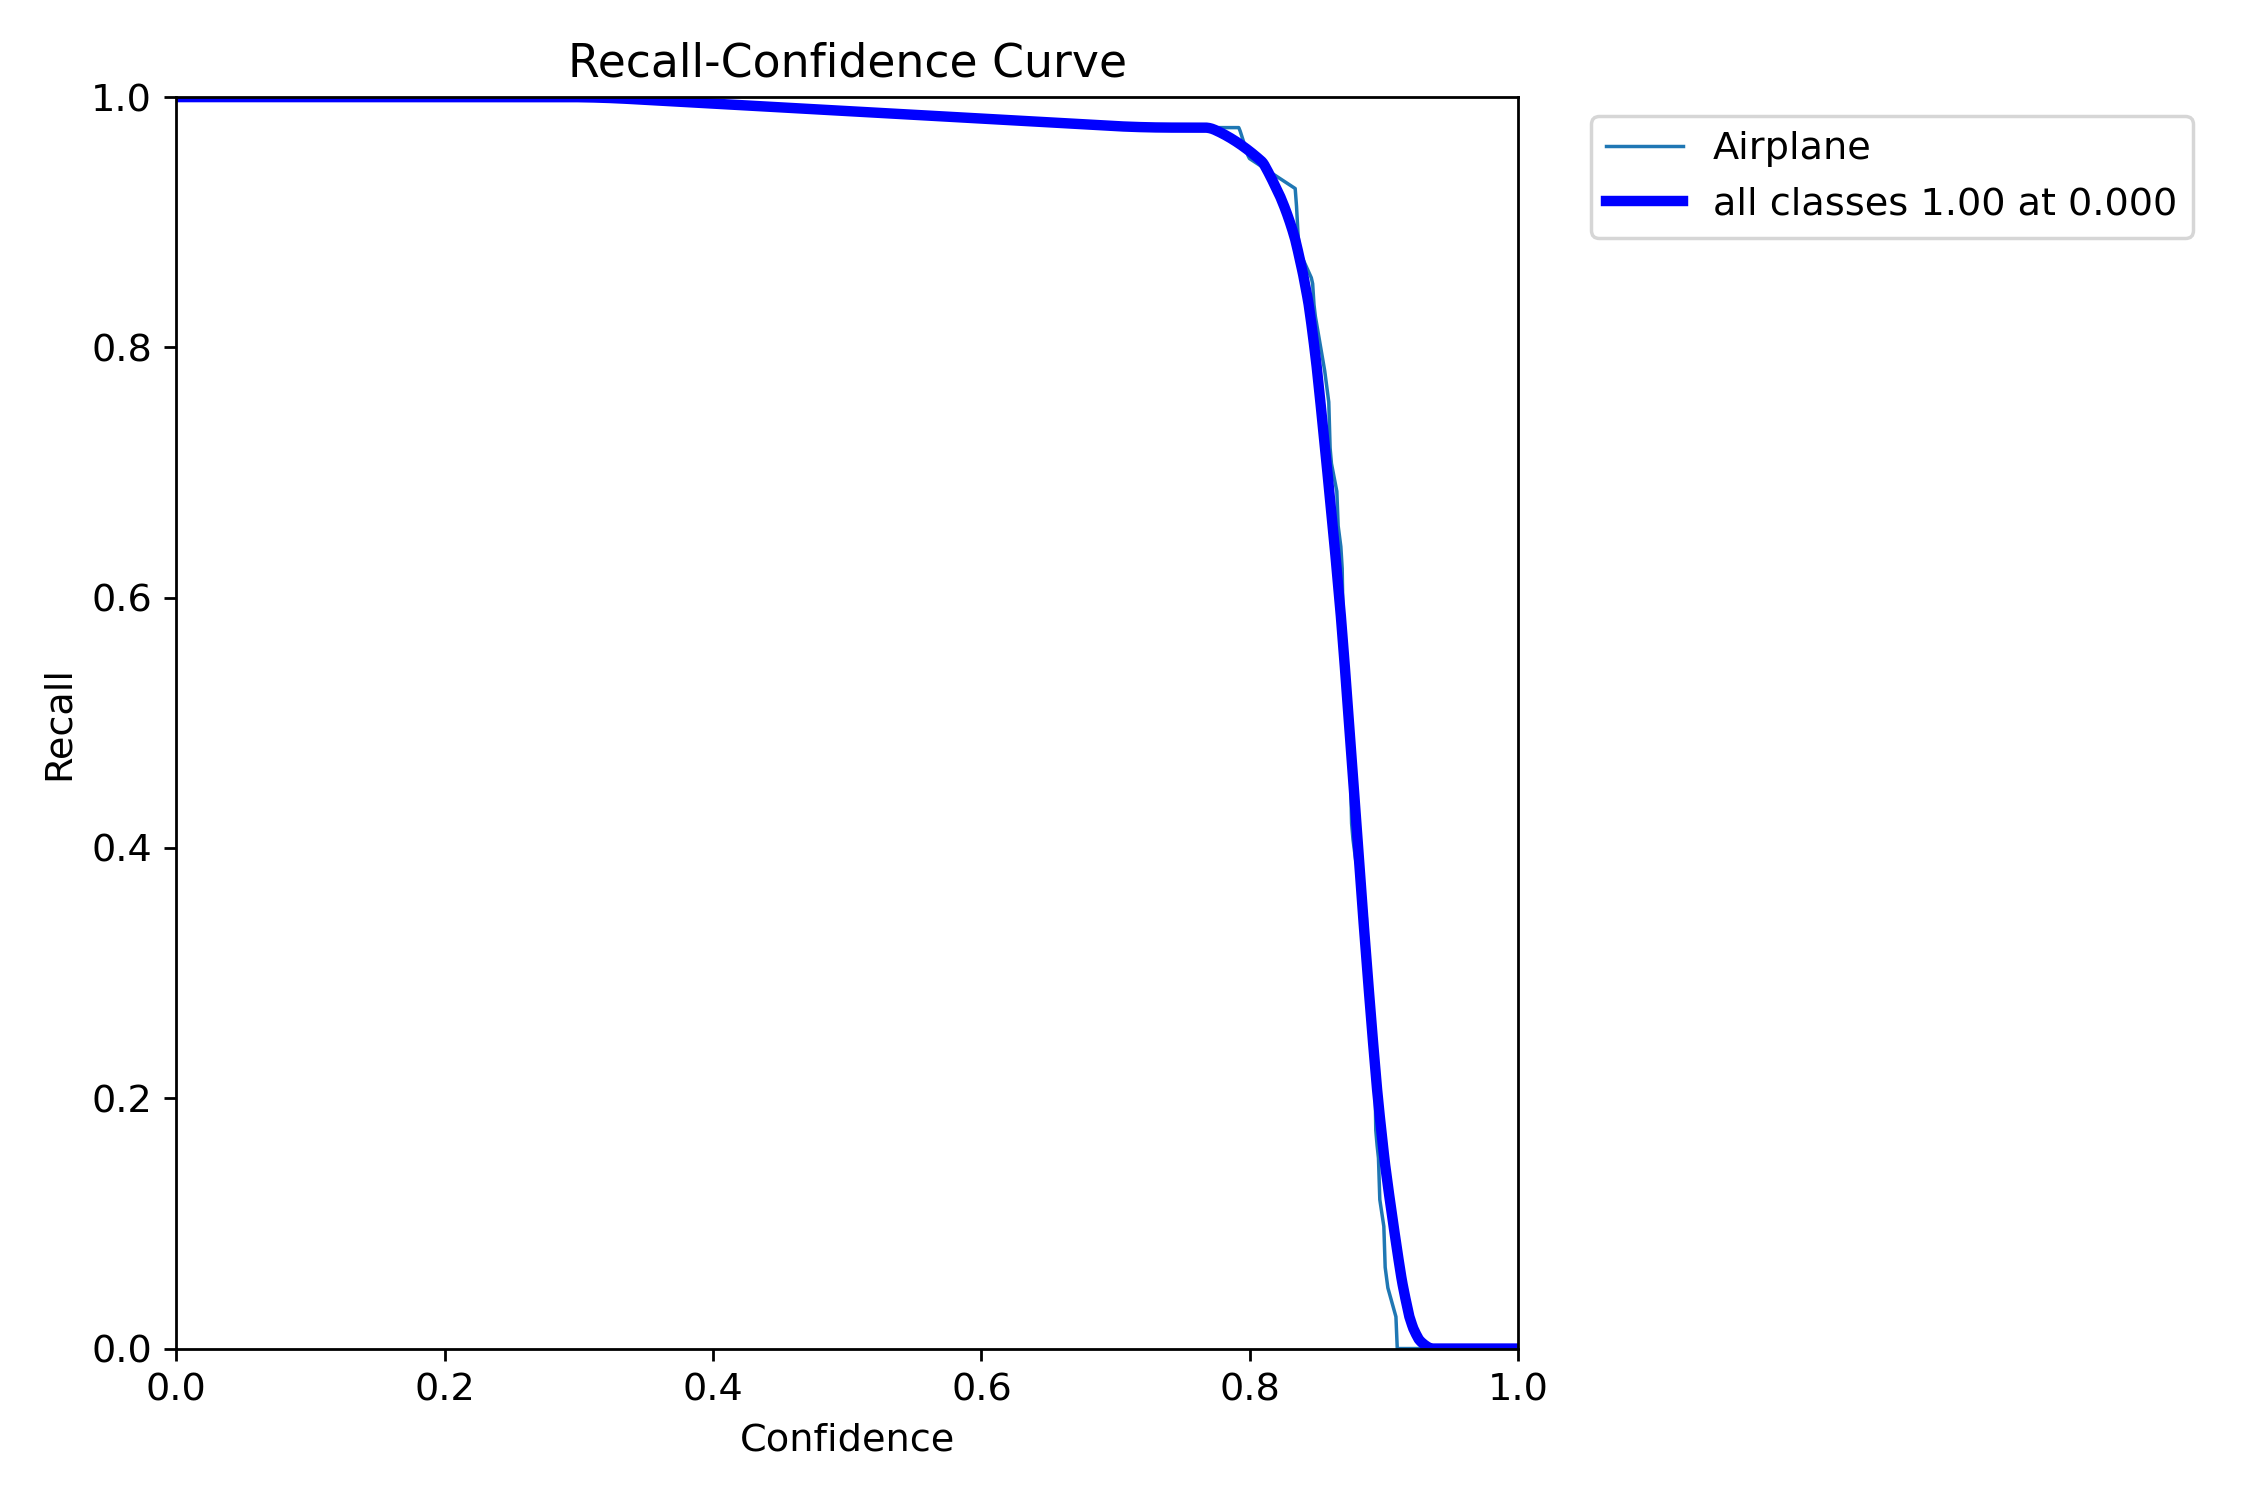 Recall-Confidence Curve
1.0
0.8
0.6
0.4
0.2
0.0
Recall
0.0 0.2 0.4 0.6 0.8 1.0
Confidence
Airplane
all classes 1.00 at 0.000